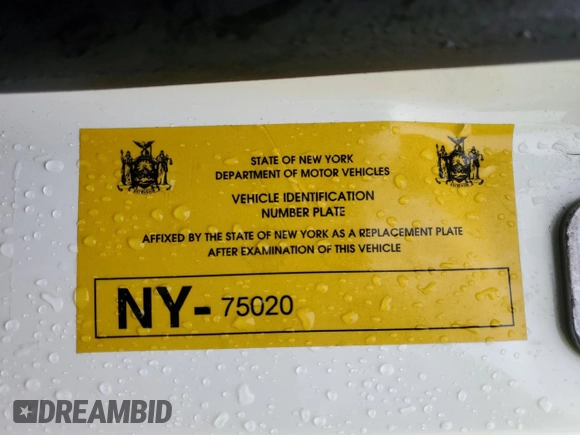 STATE OF NEW YORK
DEPARTMENT OF MOTOR VEHICLES
VEHICLE IDENTIFICATION
NUMBER PLATE
AFFIXED BY THE STATE OF NEW YORK AS A REPLACEMENT PLATE
AFTER EXAMINATION OF THIS VEHICLE
NY- 75020
DREAMBID